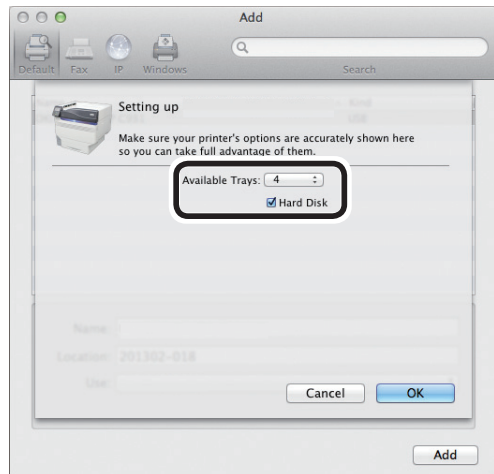 Add
Default Fax IP Windows Search
Name Kind
C931 USB
Setting up
Make sure your printer's options are accurately shown here
so you can take full advantage of them.
Available Trays: 4
Hard Disk
Name:
Location: 201302-018
Use:
Cancel OK
Add